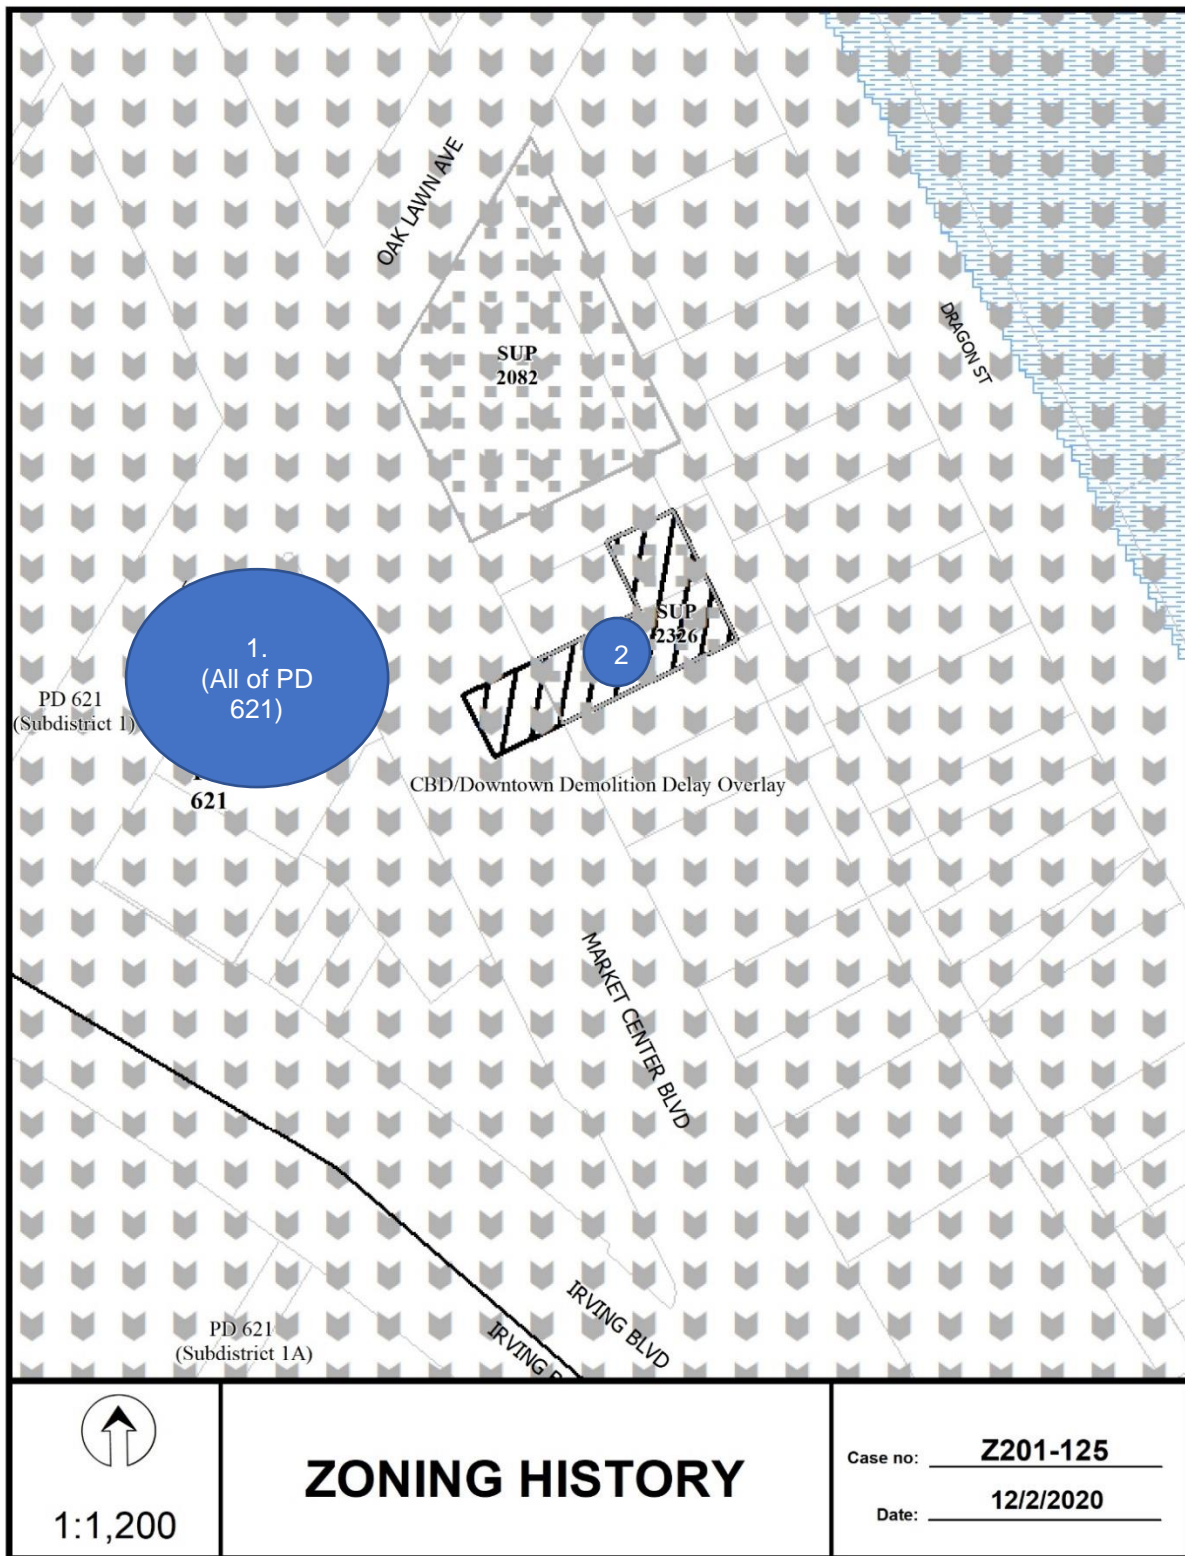 OAK LAWN AVE
DRAGON ST
SUP
2082
SUP
2326
1.
(All of PD
621)
2
PD 621
(Subdistrict 1)
621
CBD/Downtown Demolition Delay Overlay
MARKET CENTER BLVD
IRVING BLVD
IRVING
PD 621
(Subdistrict 1A)
1:1,200
ZONING HISTORY
Case no: Z201-125
Date: 12/2/2020